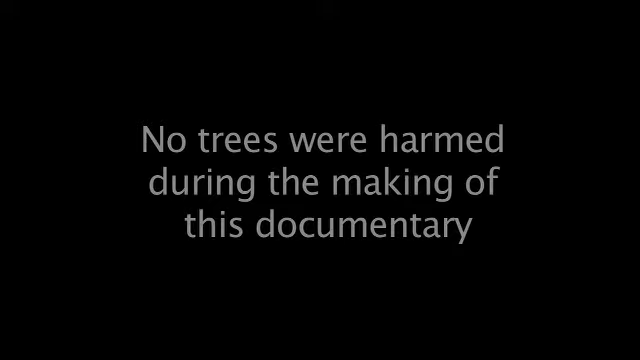 No trees were harmed
during the making of
this documentary